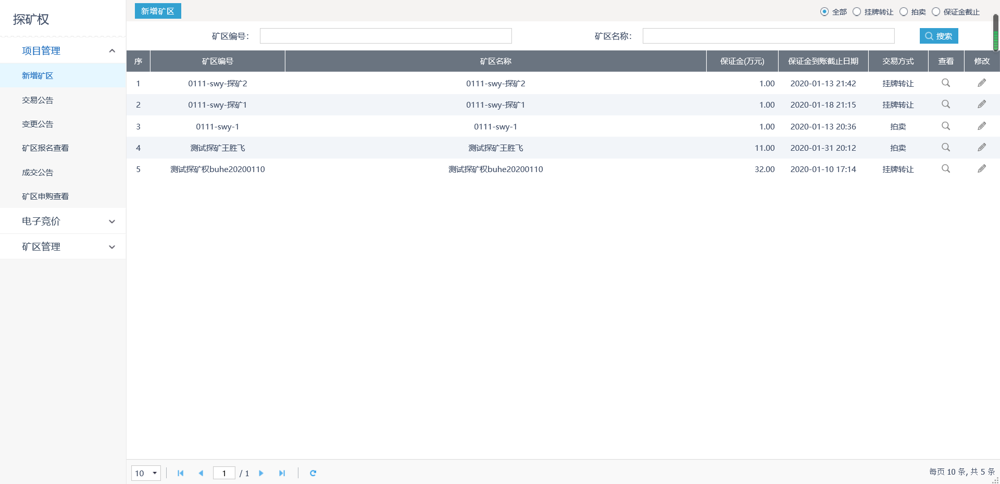 探矿权
项目管理
新增矿区
交易公告
变更公告
矿区报名查看
成交公告
矿区申购查看
电子竞价
矿区管理
新增矿区
全部 挂牌转让 拍卖 保证金截止
矿区编号: 矿区名称: 搜索
序 矿区编号 矿区名称 保证金(万元) 保证金到账截止日期 交易方式 查看 修改
1 0111-swy-探矿2 0111-swy-探矿2 1.00 2020-01-13 21:42 挂牌转让
2 0111-swy-探矿1 0111-swy-探矿1 1.00 2020-01-18 21:15 挂牌转让
3 0111-swy-1 0111-swy-1 1.00 2020-01-13 20:36 拍卖
4 测试探矿王胜飞 测试探矿王胜飞 11.00 2020-01-31 20:12 拍卖
5 测试探矿权buhe20200110 测试探矿权buhe20200110 32.00 2020-01-10 17:14 挂牌转让
10 1 / 1 每页 10 条, 共 5 条